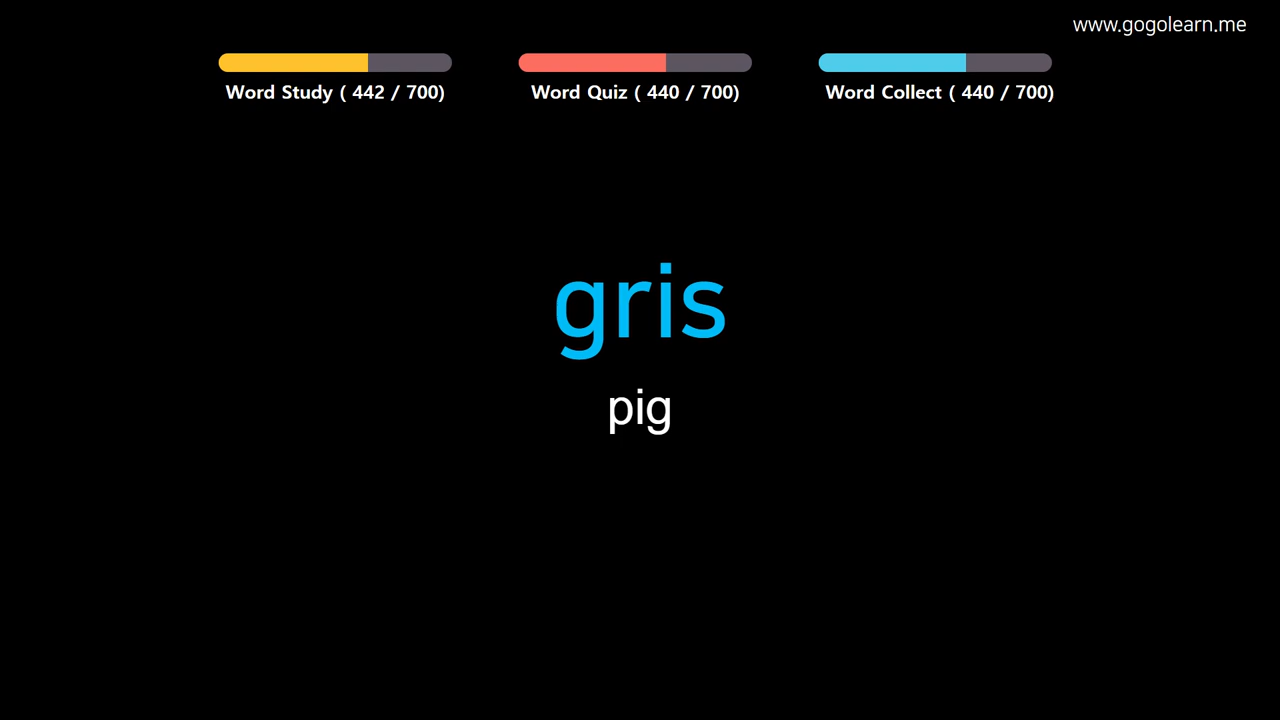 www.gogolearn.me
Word Study ( 442 / 700)
Word Quiz ( 440 / 700)
Word Collect ( 440 / 700)
gris
pig